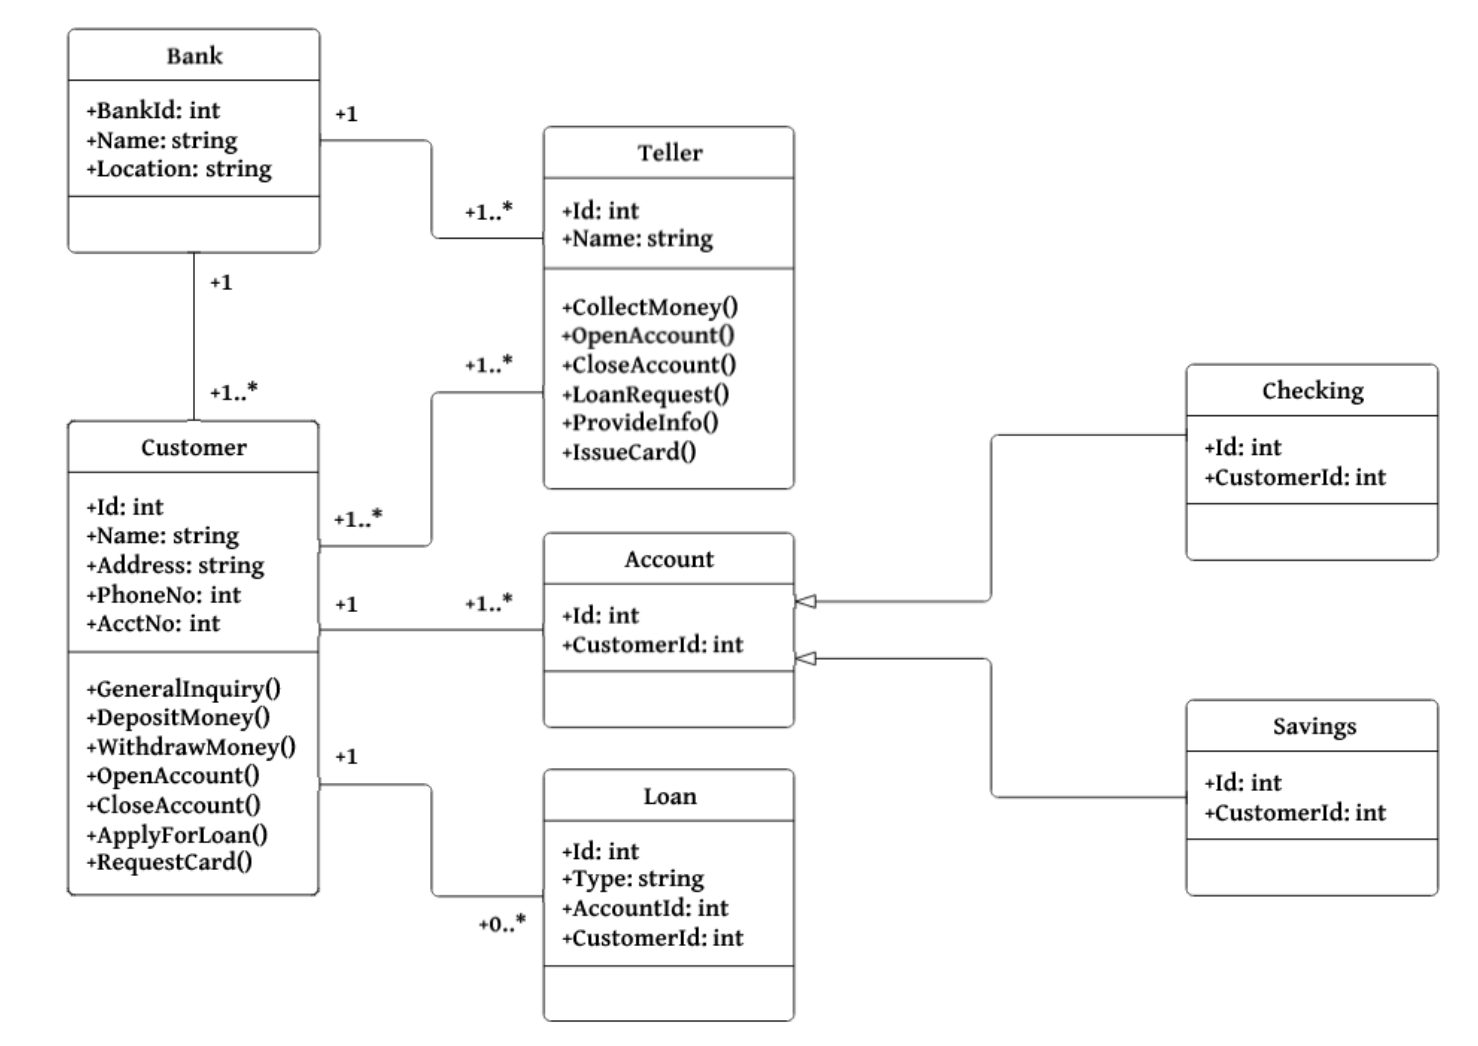 Bank
+BankId: int
+Name: string
+Location: string
+1
+1..*
Teller
+Id: int
+Name: string
+CollectMoney()
+OpenAccount()
+CloseAccount()
+LoanRequest()
+ProvideInfo()
+IssueCard()
+1
+1..*
Customer
+Id: int
+Name: string
+Address: string
+PhoneNo: int
+AcctNo: int
+GeneralInquiry()
+DepositMoney()
+WithdrawMoney()
+OpenAccount()
+CloseAccount()
+ApplyForLoan()
+RequestCard()
+1..*
+1..*
+1
+1..*
Account
+Id: int
+CustomerId: int
+1
+0..*
Loan
+Id: int
+Type: string
+AccountId: int
+CustomerId: int
Checking
+Id: int
+CustomerId: int
Savings
+Id: int
+CustomerId: int